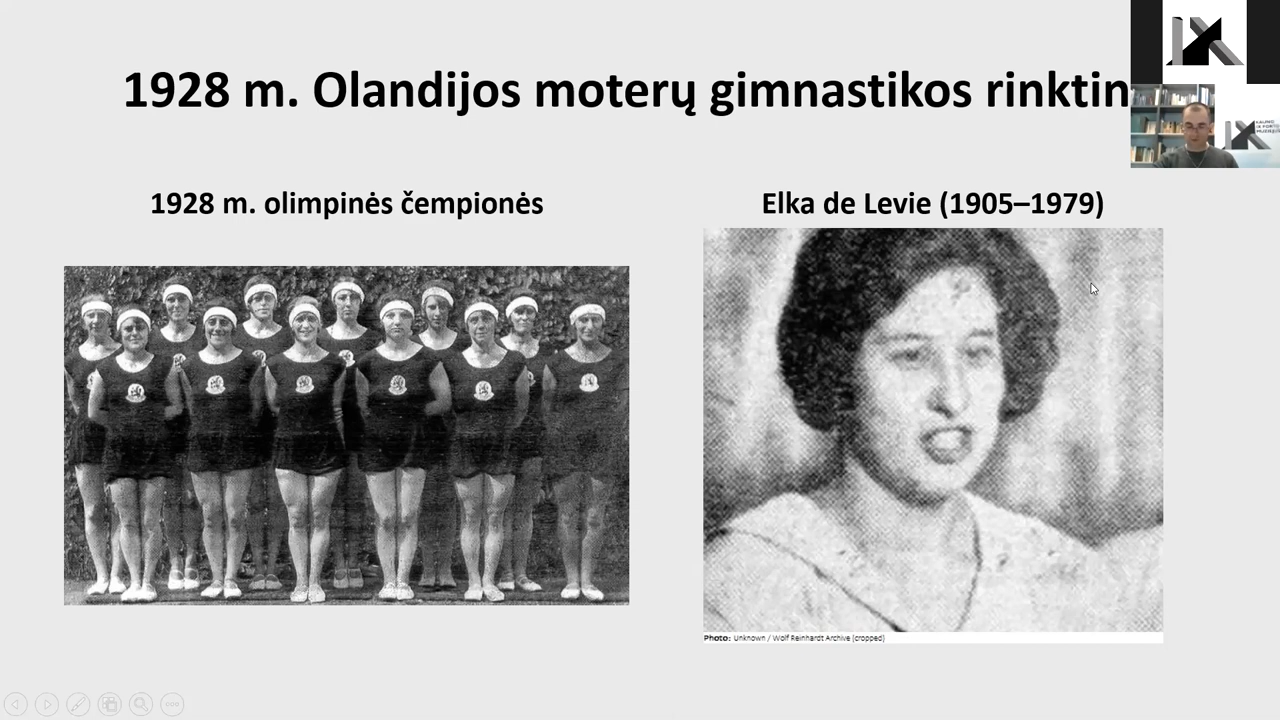 1928 m. Olandijos moterų gimnastikos rinktin
1928 m. olimpinės čempionės
Elka de Levie (1905–1979)
Photo: Unknown / Wolf Reinhardt Archive (cropped)
IX